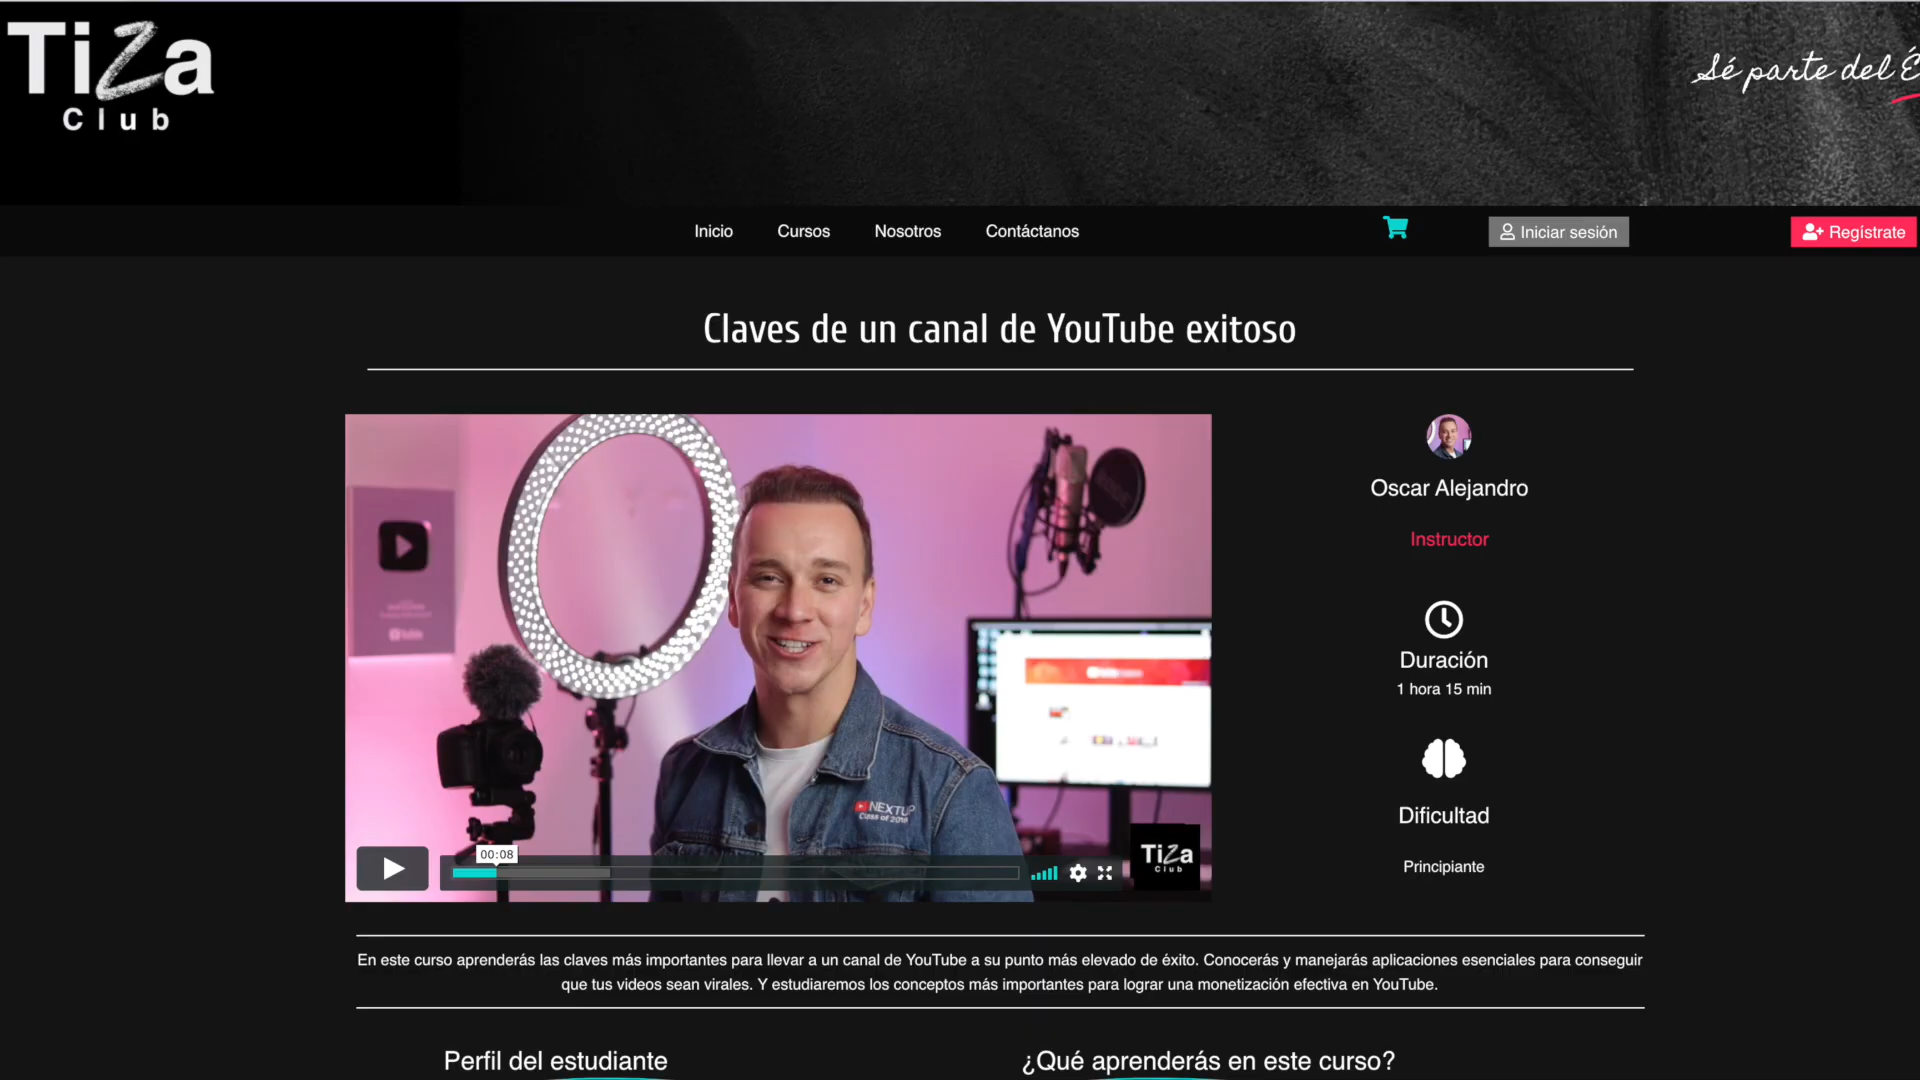 TiZa
Club
Sé parte del É
Inicio
Cursos
Nosotros
Contáctanos
Iniciar sesión
Regístrate
Claves de un canal de YouTube exitoso
NEXTUP
Class of 2018
00:08
TiZa
Club
Oscar Alejandro
Instructor
Duración
1 hora 15 min
Dificultad
Principiante
En este curso aprenderás las claves más importantes para llevar a un canal de YouTube a su punto más elevado de éxito. Conocerás y manejarás aplicaciones esenciales para conseguir
que tus videos sean virales. Y estudiaremos los conceptos más importantes para lograr una monetización efectiva en YouTube.
Perfil del estudiante
¿Qué aprenderás en este curso?